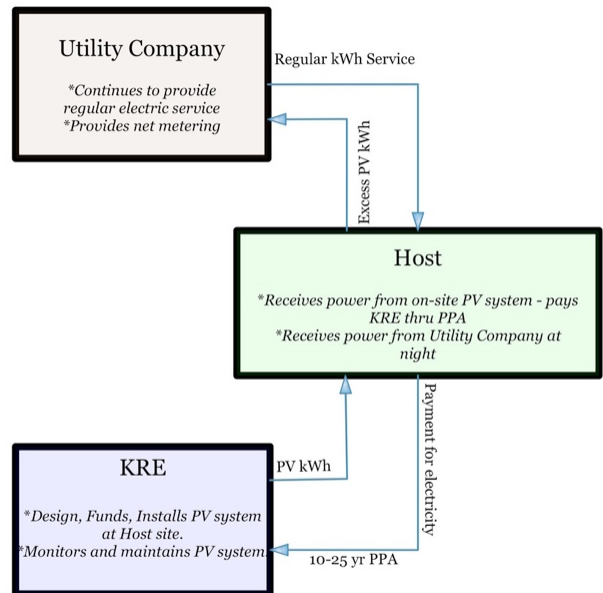 Utility Company
*Continues to provide
regular electric service
*Provides net metering
Regular kWh Service
Excess PV kWh
Host
*Receives power from on-site PV system - pays
KRE thru PPA
*Receives power from Utility Company at
night
Payment for electricity
KRE
*Design, Funds, Installs PV system
at Host site.
*Monitors and maintains PV system.
PV kWh
10-25 yr PPA